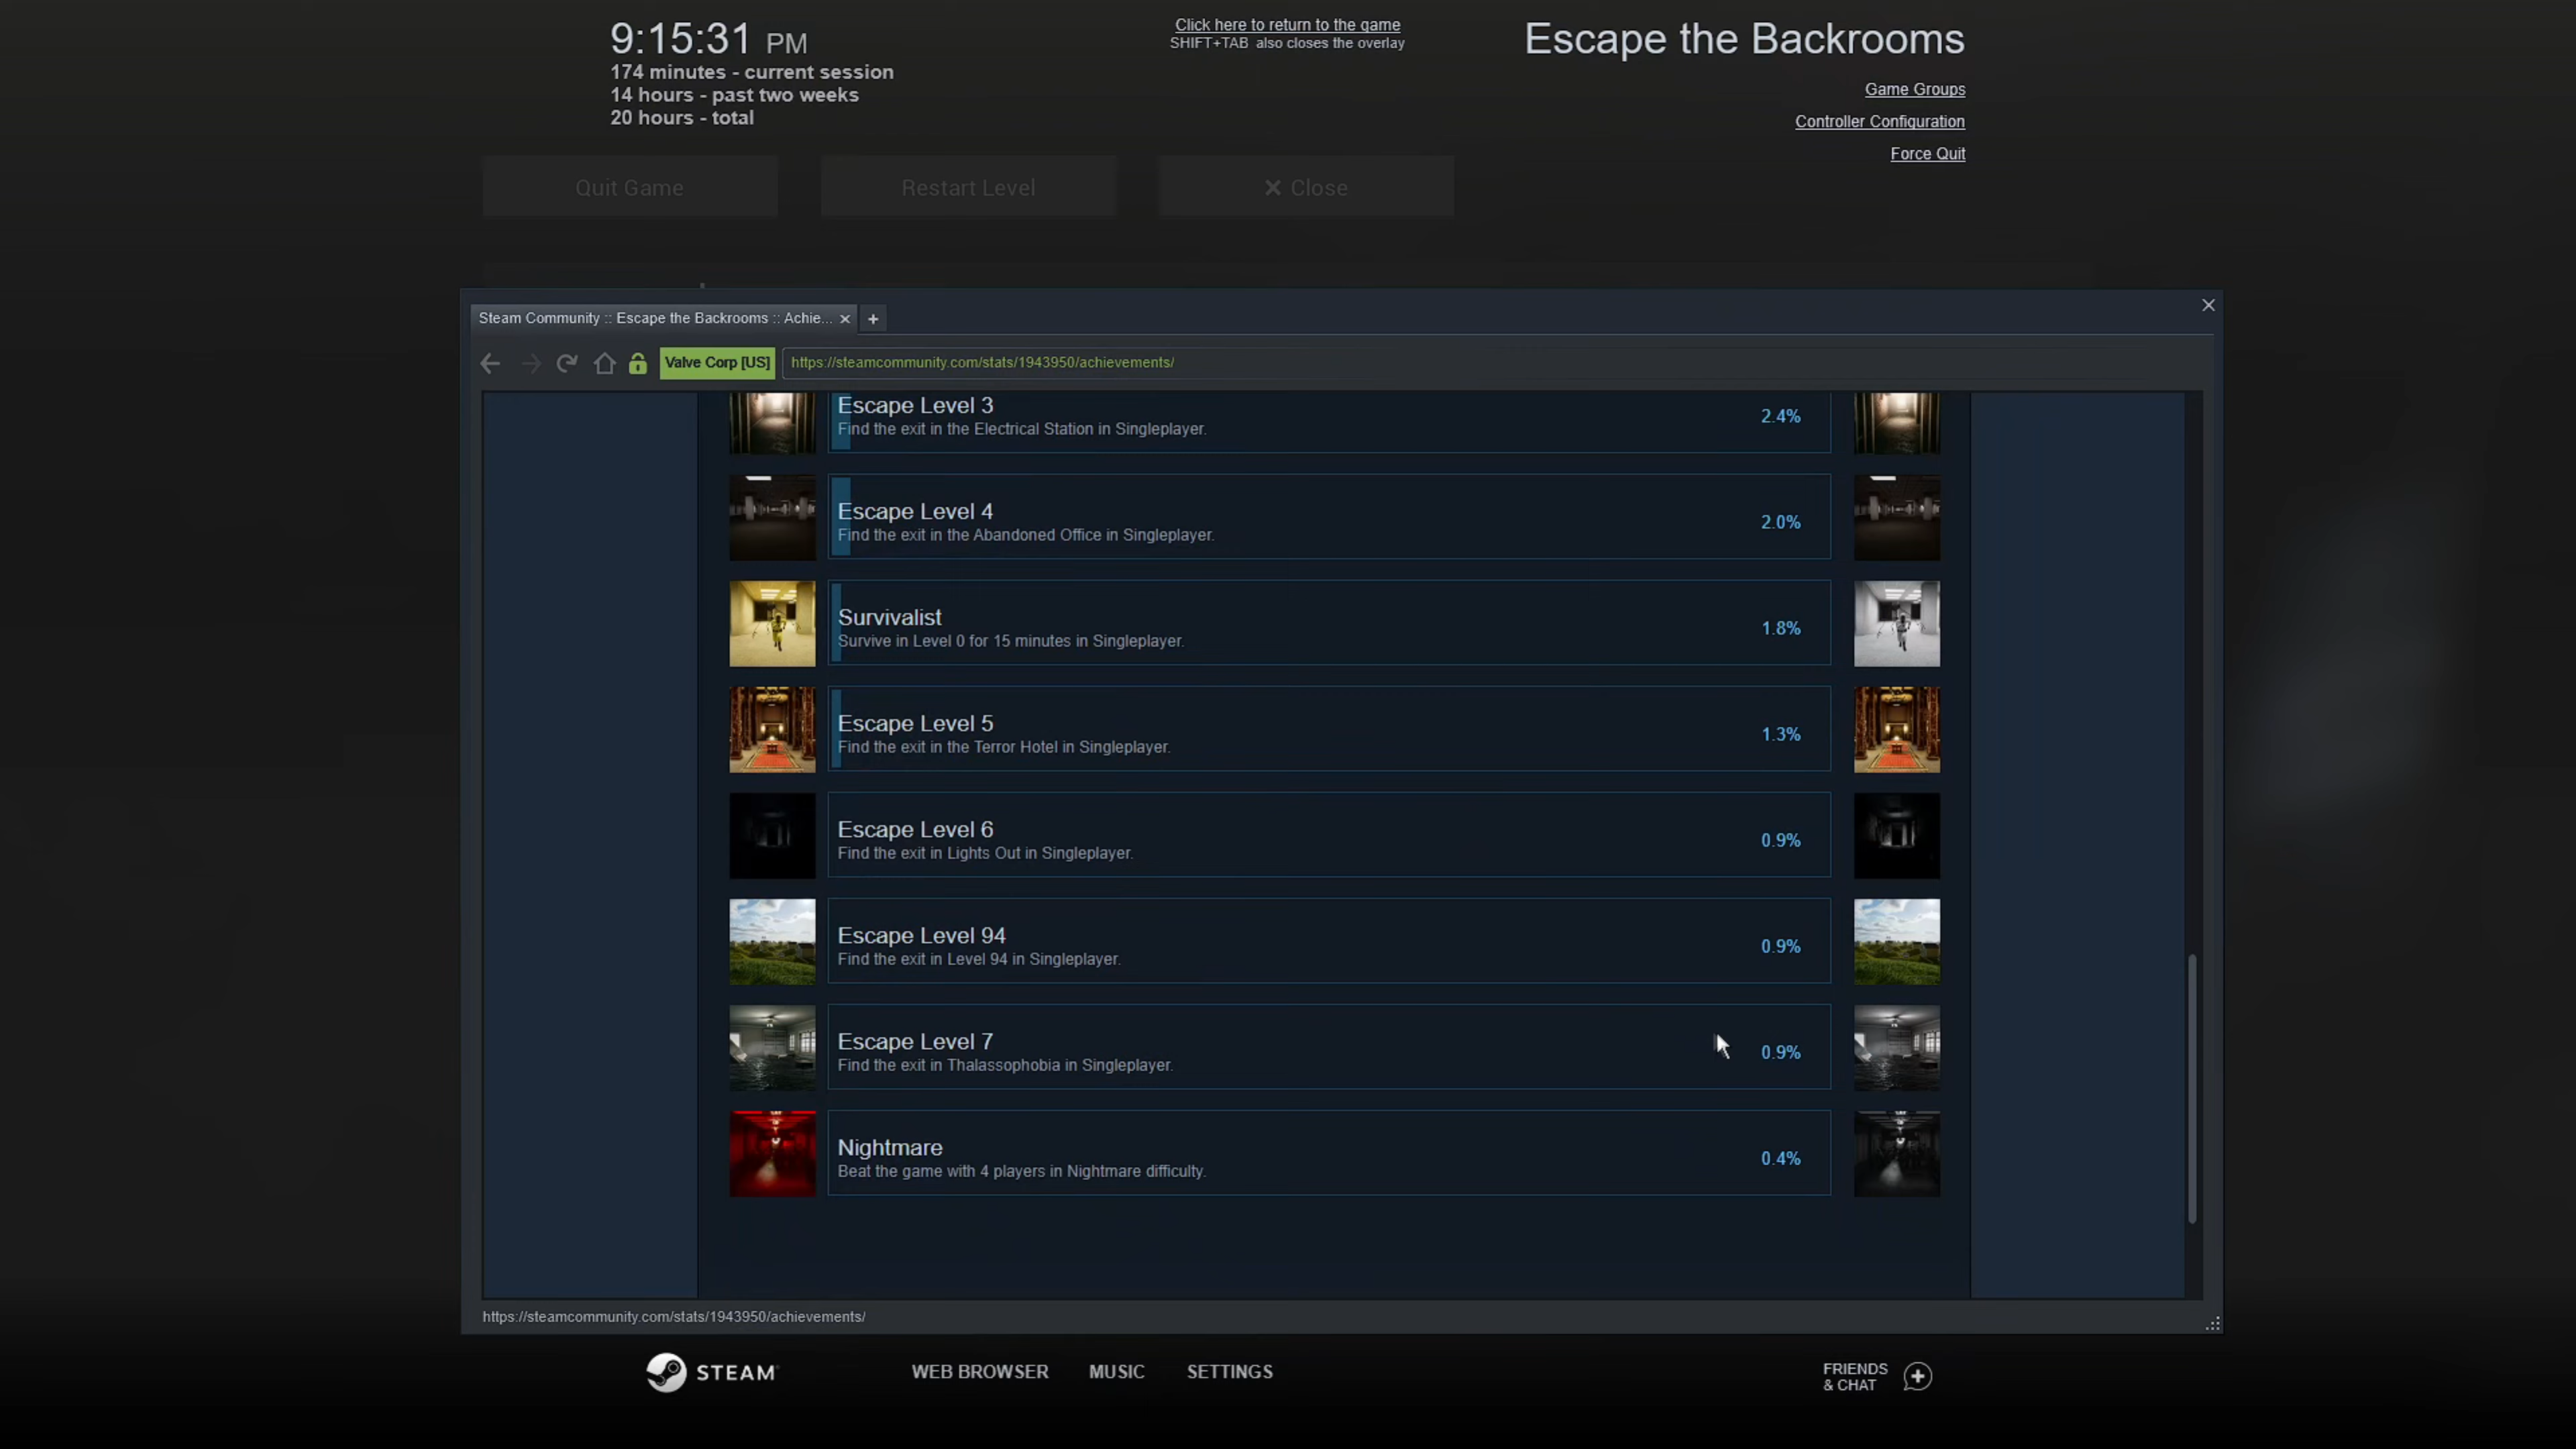 9:15:31 PM
174 minutes - current session
14 hours - past two weeks
20 hours - total
Click here to return to the game
SHIFT+TAB also closes the overlay
Escape the Backrooms
Game Groups
Controller Configuration
Force Quit
Quit Game
Restart Level
✕ Close
Steam Community :: Escape the Backrooms :: Achie...
Valve Corp [US]
https://steamcommunity.com/stats/1943950/achievements/
Escape Level 3
Find the exit in the Electrical Station in Singleplayer.
2.4%
Escape Level 4
Find the exit in the Abandoned Office in Singleplayer.
2.0%
Survivalist
Survive in Level 0 for 15 minutes in Singleplayer.
1.8%
Escape Level 5
Find the exit in the Terror Hotel in Singleplayer.
1.3%
Escape Level 6
Find the exit in Lights Out in Singleplayer.
0.9%
Escape Level 94
Find the exit in Level 94 in Singleplayer.
0.9%
Escape Level 7
Find the exit in Thalassophobia in Singleplayer.
0.9%
Nightmare
Beat the game with 4 players in Nightmare difficulty.
0.4%
https://steamcommunity.com/stats/1943950/achievements/
STEAM
WEB BROWSER
MUSIC
SETTINGS
FRIENDS
& CHAT